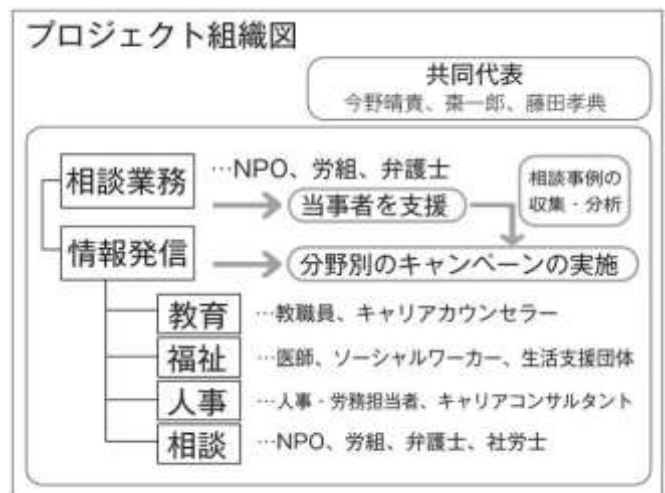 プロジェクト組織図
共同代表
今野晴貴、棗一郎、藤田孝典
相談業務
…NPO、労組、弁護士
当事者を支援
相談事例の
収集・分析
情報発信
分野別のキャンペーンの実施
教育
…教職員、キャリアカウンセラー
福祉
…医師、ソーシャルワーカー、生活支援団体
人事
…人事・労務担当者、キャリアコンサルタント
相談
…NPO、労組、弁護士、社労士